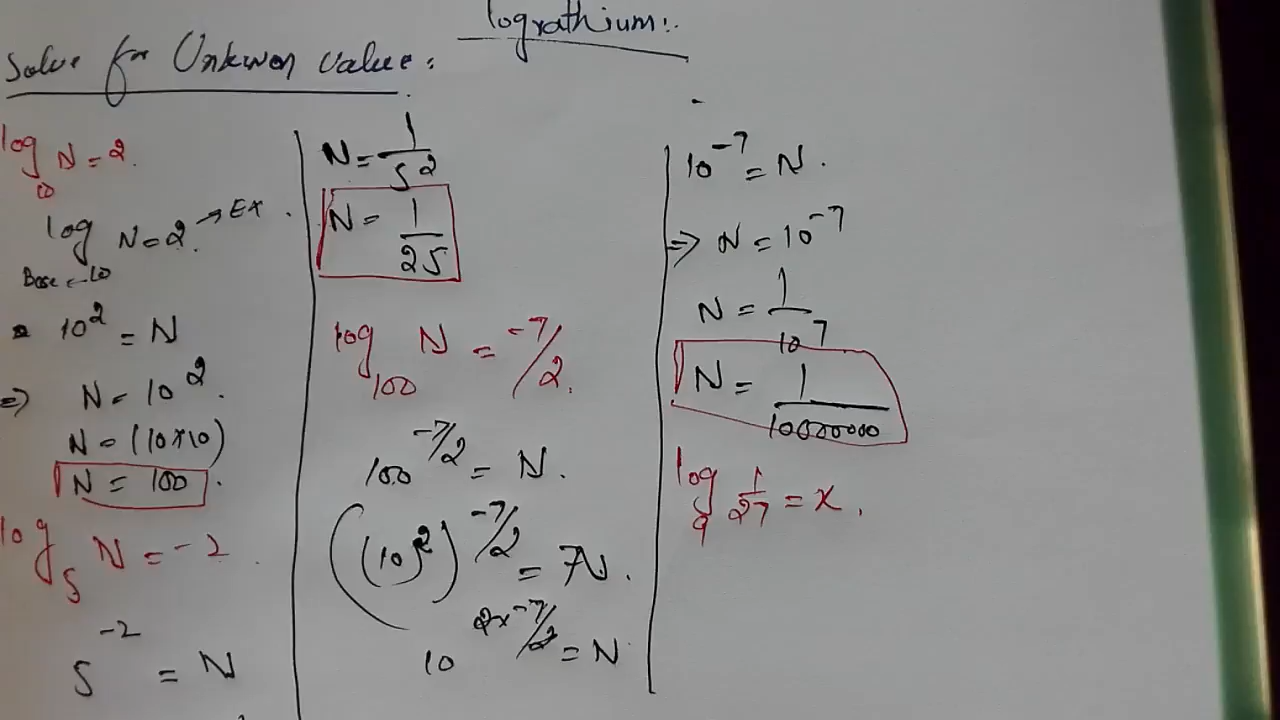 lograthium:.
Solve for Unkwon value:
log₁₀ N = 2.
log N = 2. → Ex.
Base ← 10
10² = N
⇒ N = 10².
N = (10×10)
N = 100.
log₅ N = -2.
5⁻² = N
N = 1/5²
N = 1/25
log₁₀₀ N = -7/2.
100^(-7/2) = N.
((10)²)^(-7/2) = N.
10^(2×-7/2) = N
10⁻⁷ = N.
⇒ N = 10⁻⁷
N = 1/10⁷
N = 1/10000000
log₉ 1/27 = x.